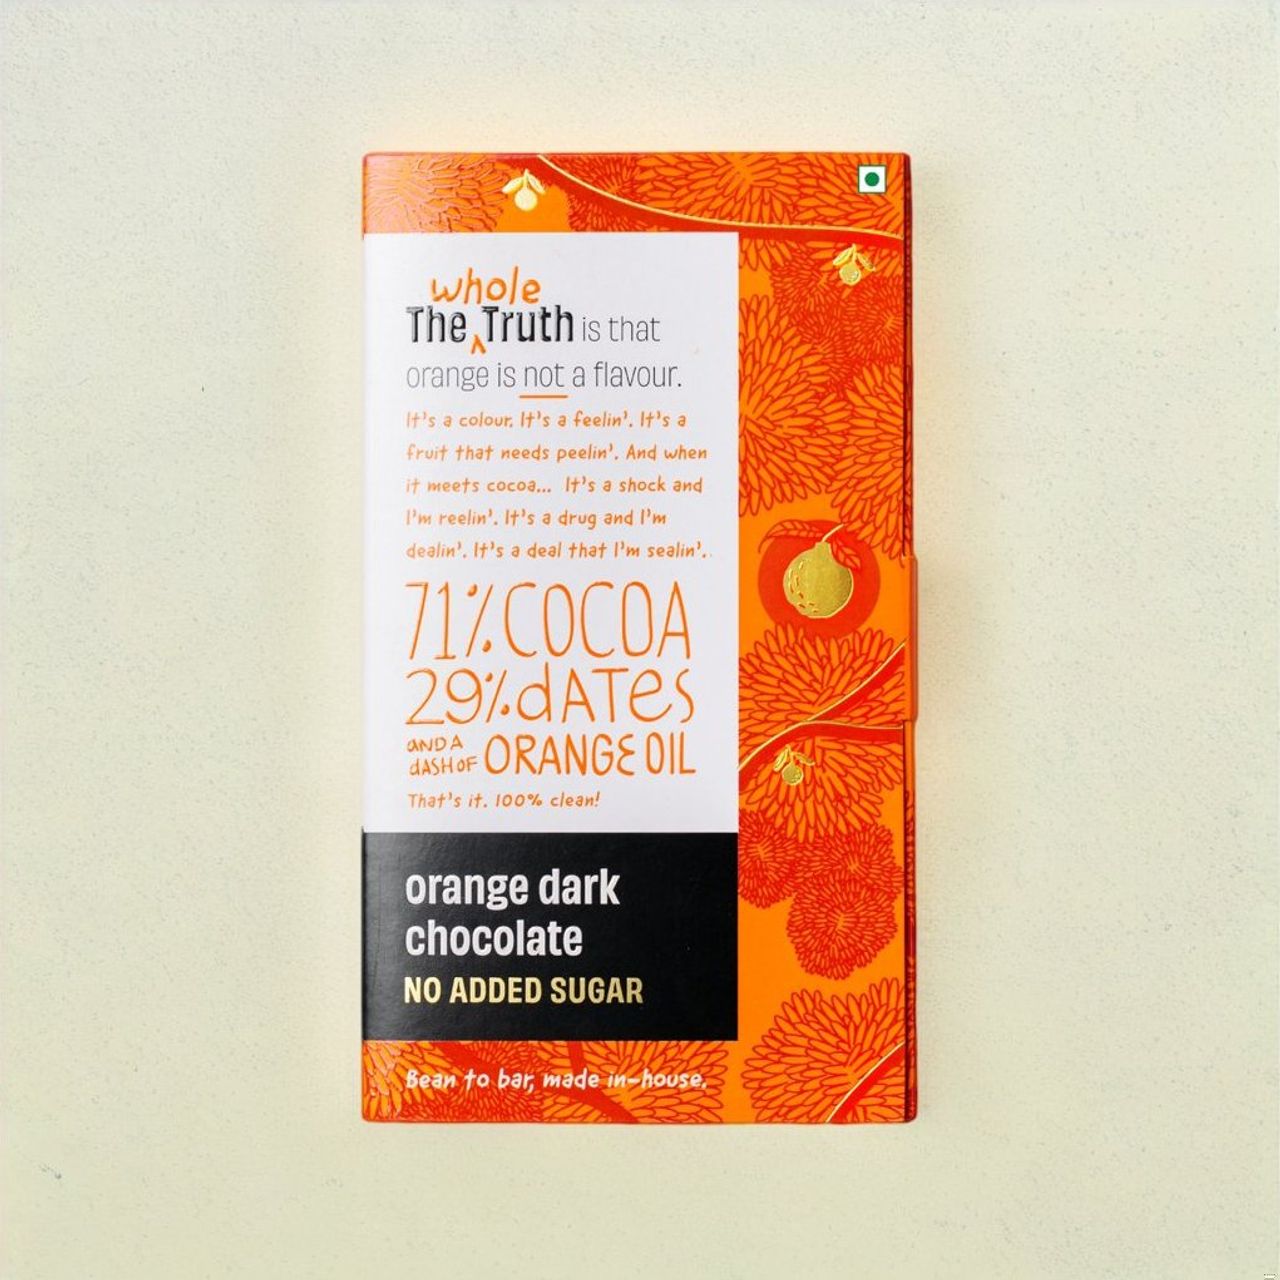 whole
The ^ Truth is that
orange is not a flavour.
It's a colour. It's a feelin'. It's a
fruit that needs peelin'. And when
it meets cocoa... It's a shock and
I'm reelin'. It's a drug and I'm
dealin'. It's a deal that I'm sealin'.
71% COCOA
29% dATes
ANd A
dASH OF ORANGE OIL
That's it. 100% clean!
orange dark
chocolate
NO ADDED SUGAR
Bean to bar, made in-house.